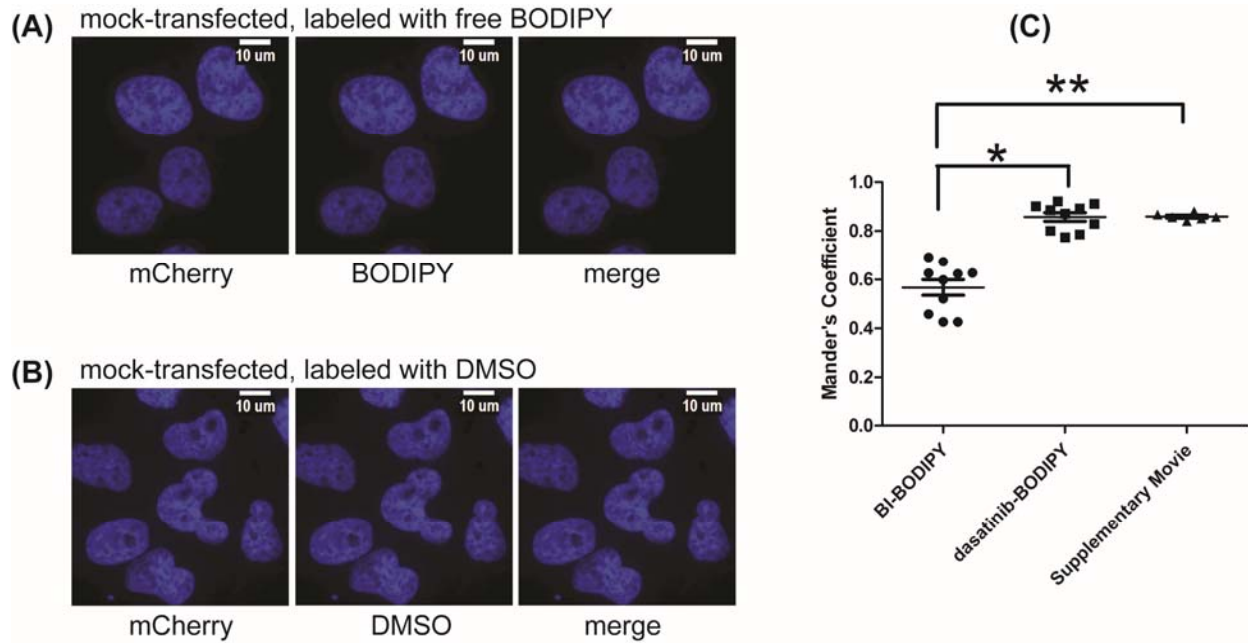 (A) mock-transfected, labeled with free BODIPY
10 um 10 um 10 um
mCherry BODIPY merge
(B) mock-transfected, labeled with DMSO
10 um 10 um 10 um
mCherry DMSO merge
(C)
**
*
1.0
0.8
0.6
0.4
0.2
0.0
Mander's Coefficient
BI-BODIPY
dasatinib-BODIPY
Supplementary Movie